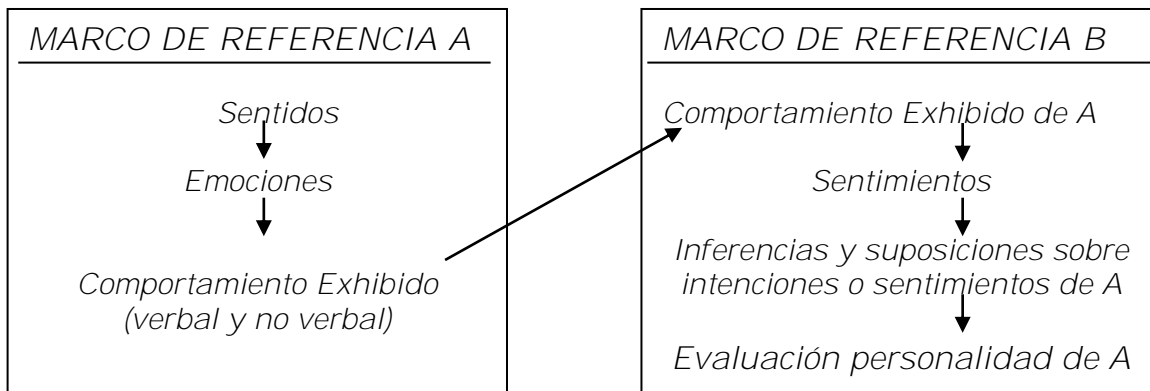 MARCO DE REFERENCIA A
Sentidos
Emociones
Comportamiento Exhibido
(verbal y no verbal)
MARCO DE REFERENCIA B
Comportamiento Exhibido de A
Sentimientos
Inferencias y suposiciones sobre
intenciones o sentimientos de A
Evaluación personalidad de A